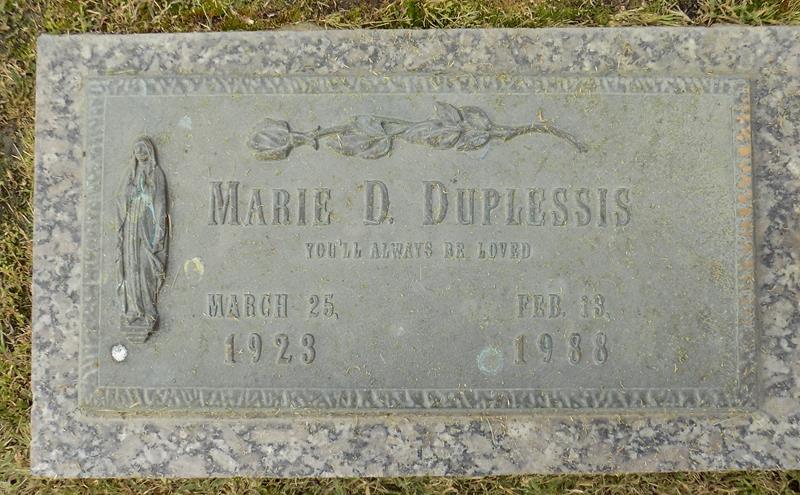 MARIE D. DUPLESSIS
YOU'LL ALWAYS BE LOVED
MARCH 25, FEB. 13,
1923 1988